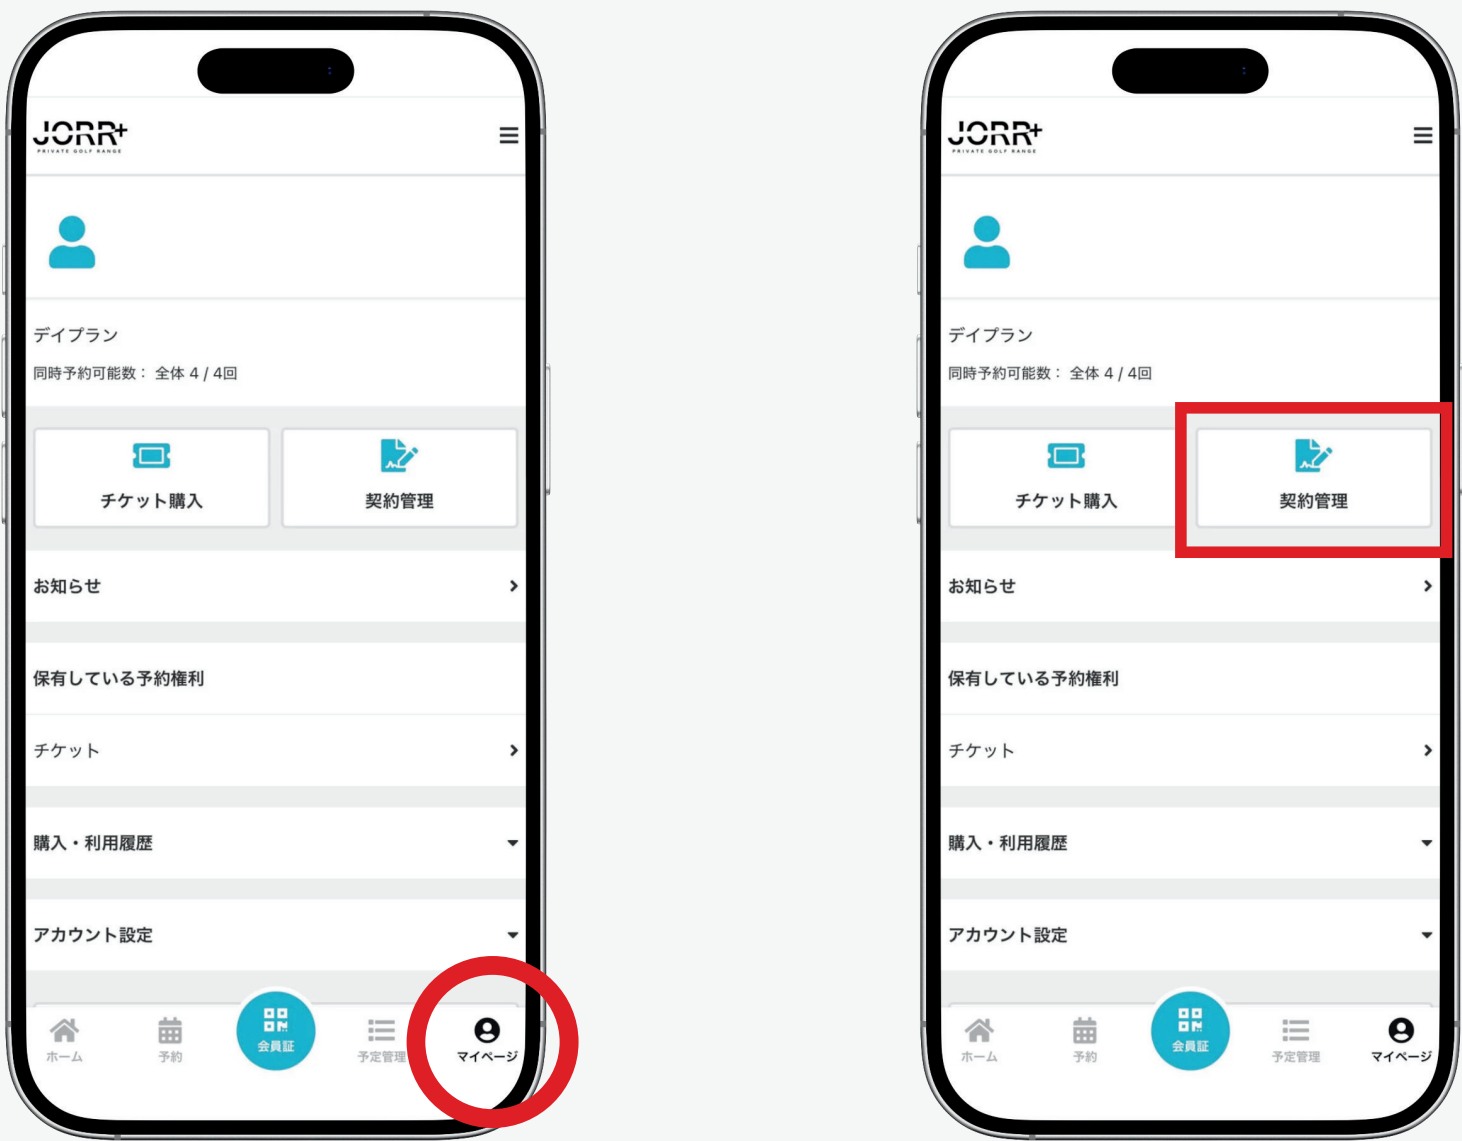 JORR+
PRIVATE GOLF RANGE
デイプラン
同時予約可能数： 全体 4 / 4回
チケット購入
契約管理
お知らせ
保有している予約権利
チケット
購入・利用履歴
アカウント設定
ホーム
予約
会員証
予定管理
マイページ
JORR+
PRIVATE GOLF RANGE
デイプラン
同時予約可能数： 全体 4 / 4回
チケット購入
契約管理
お知らせ
保有している予約権利
チケット
購入・利用履歴
アカウント設定
ホーム
予約
会員証
予定管理
マイページ